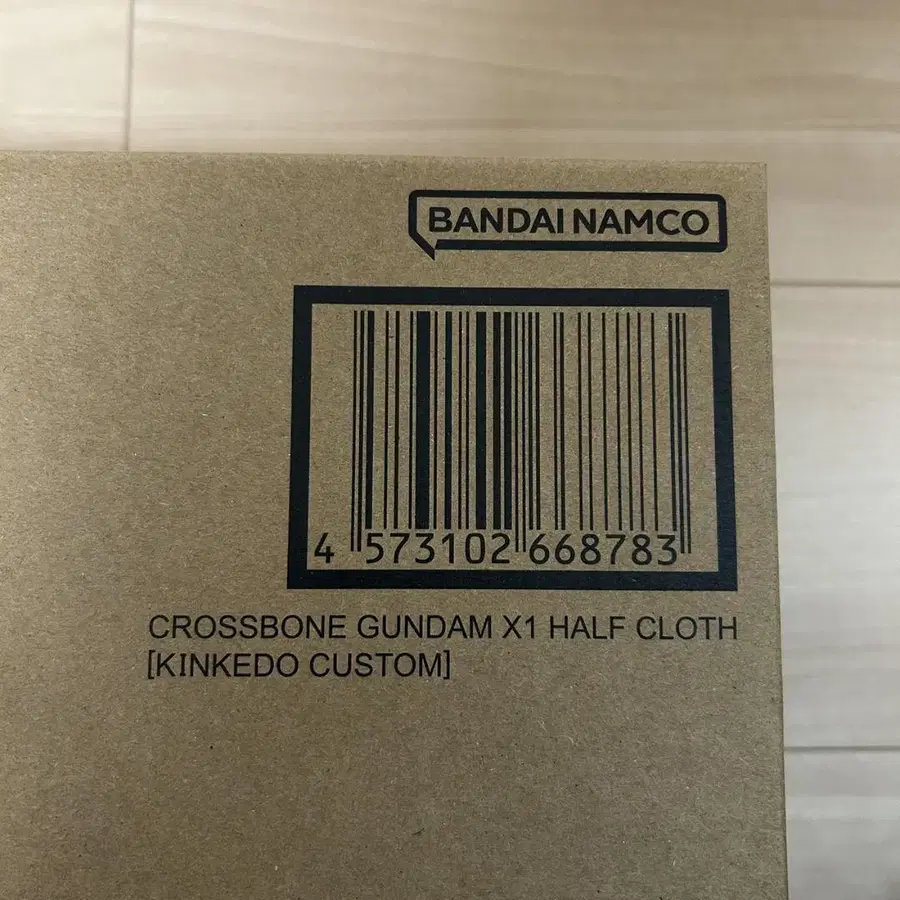 BANDAI NAMCO
4 573102 668783
CROSSBONE GUNDAM X1 HALF CLOTH
[KINKEDO CUSTOM]